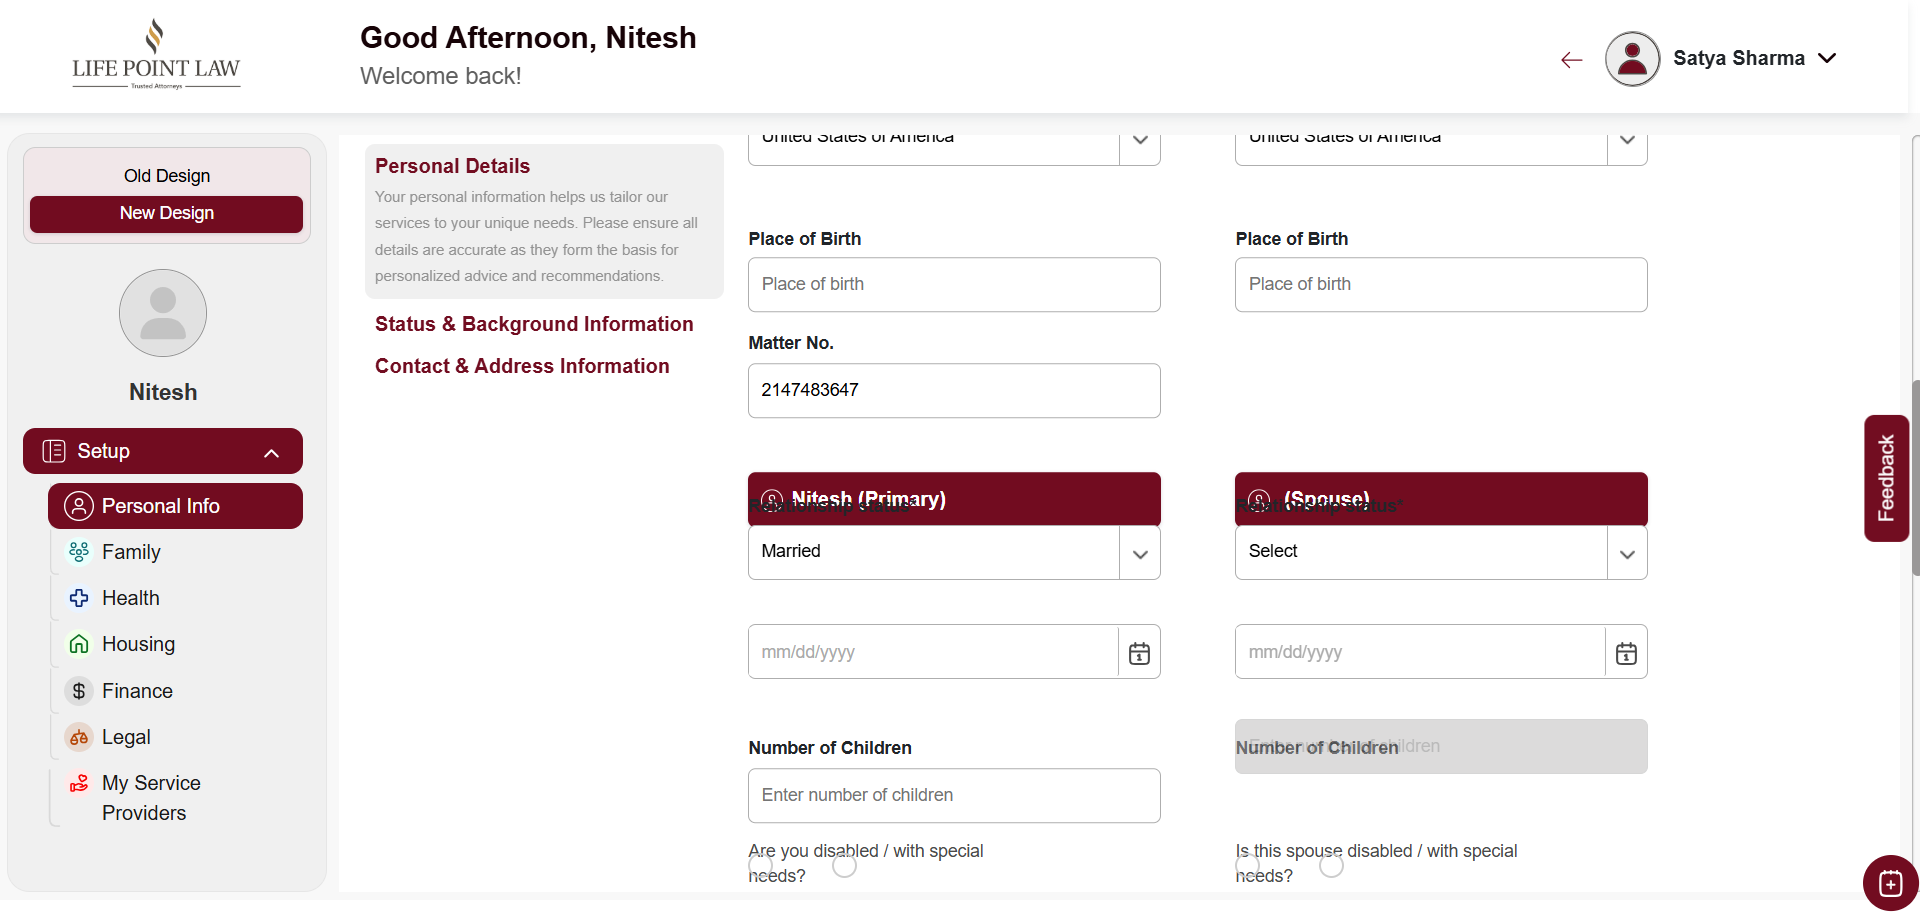 LIFE POINT LAW
Trusted Attorneys
Good Afternoon, Nitesh
Welcome back!
Satya Sharma
Old Design
New Design
Nitesh
Setup
Personal Info
Family
Health
Housing
Finance
Legal
My Service
Providers
Personal Details
Your personal information helps us tailor our
services to your unique needs. Please ensure all
details are accurate as they form the basis for
personalized advice and recommendations.
Status & Background Information
Contact & Address Information
United States of America
United States of America
Place of Birth
Place of Birth
Place of birth
Place of birth
Matter No.
2147483647
Nitesh (Primary)
(Spouse)
Relationship status*
Relationship status*
Married
Select
mm/dd/yyyy
1
mm/dd/yyyy
1
Number of Children
Number of Children
Enter number of children
Enter number of children
Are you disabled / with special
needs?
Is this spouse disabled / with special
needs?
Feedback